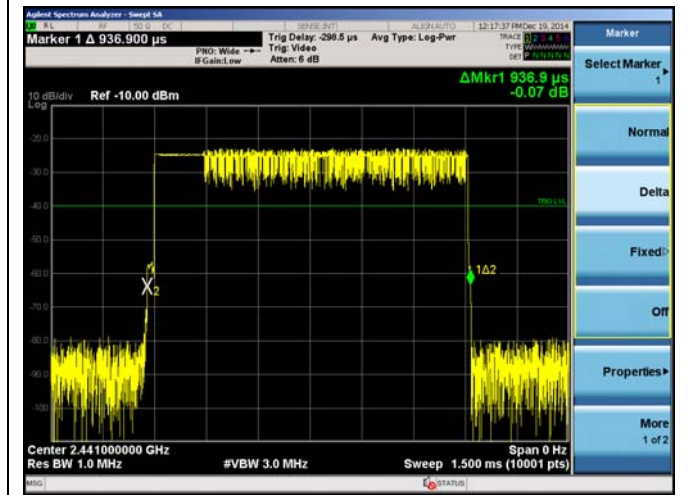 Agilent Spectrum Analyzer - Swept SA
RL RF 50 Ω DC SENSE:INT ALIGN AUTO 12:17:37 PM Dec 19, 2014
Marker 1 Δ 936.900 µs
PNO: Wide
IFGain:Low
Trig Delay: -298.5 µs
Trig: Video
Atten: 6 dB
Avg Type: Log-Pwr
TRACE 1 2 3 4 5 6
TYPE
DET P N N N N N
Marker
Select Marker
1
ΔMkr1 936.9 µs
-0.07 dB
10 dB/div Ref -10.00 dBm
Log
-20.0
-30.0
-40.0
TRIG LVL
-50.0
-60.0
-70.0
-80.0
-90.0
-100
X2
1Δ2
Normal
Delta
Fixed
Off
Properties
More
1 of 2
Center 2.441000000 GHz Span 0 Hz
Res BW 1.0 MHz #VBW 3.0 MHz Sweep 1.500 ms (10001 pts)
MSG STATUS